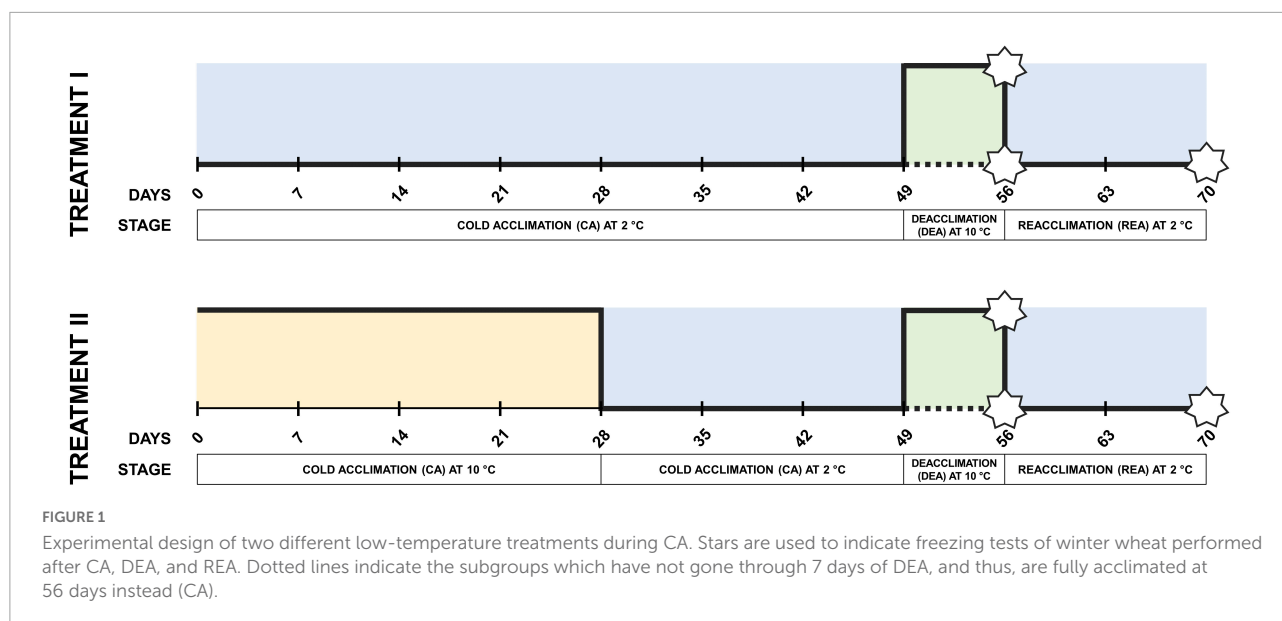 TREATMENT I
DAYS
0 7 14 21 28 35 42 49 56 63 70
STAGE
COLD ACCLIMATION (CA) AT 2 °C
DEACCLIMATION
(DEA) AT 10 °C
REACCLIMATION (REA) AT 2 °C
TREATMENT II
DAYS
0 7 14 21 28 35 42 49 56 63 70
STAGE
COLD ACCLIMATION (CA) AT 10 °C
COLD ACCLIMATION (CA) AT 2 °C
DEACCLIMATION
(DEA) AT 10 °C
REACCLIMATION (REA) AT 2 °C
FIGURE 1
Experimental design of two different low-temperature treatments during CA. Stars are used to indicate freezing tests of winter wheat performed
after CA, DEA, and REA. Dotted lines indicate the subgroups which have not gone through 7 days of DEA, and thus, are fully acclimated at
56 days instead (CA).